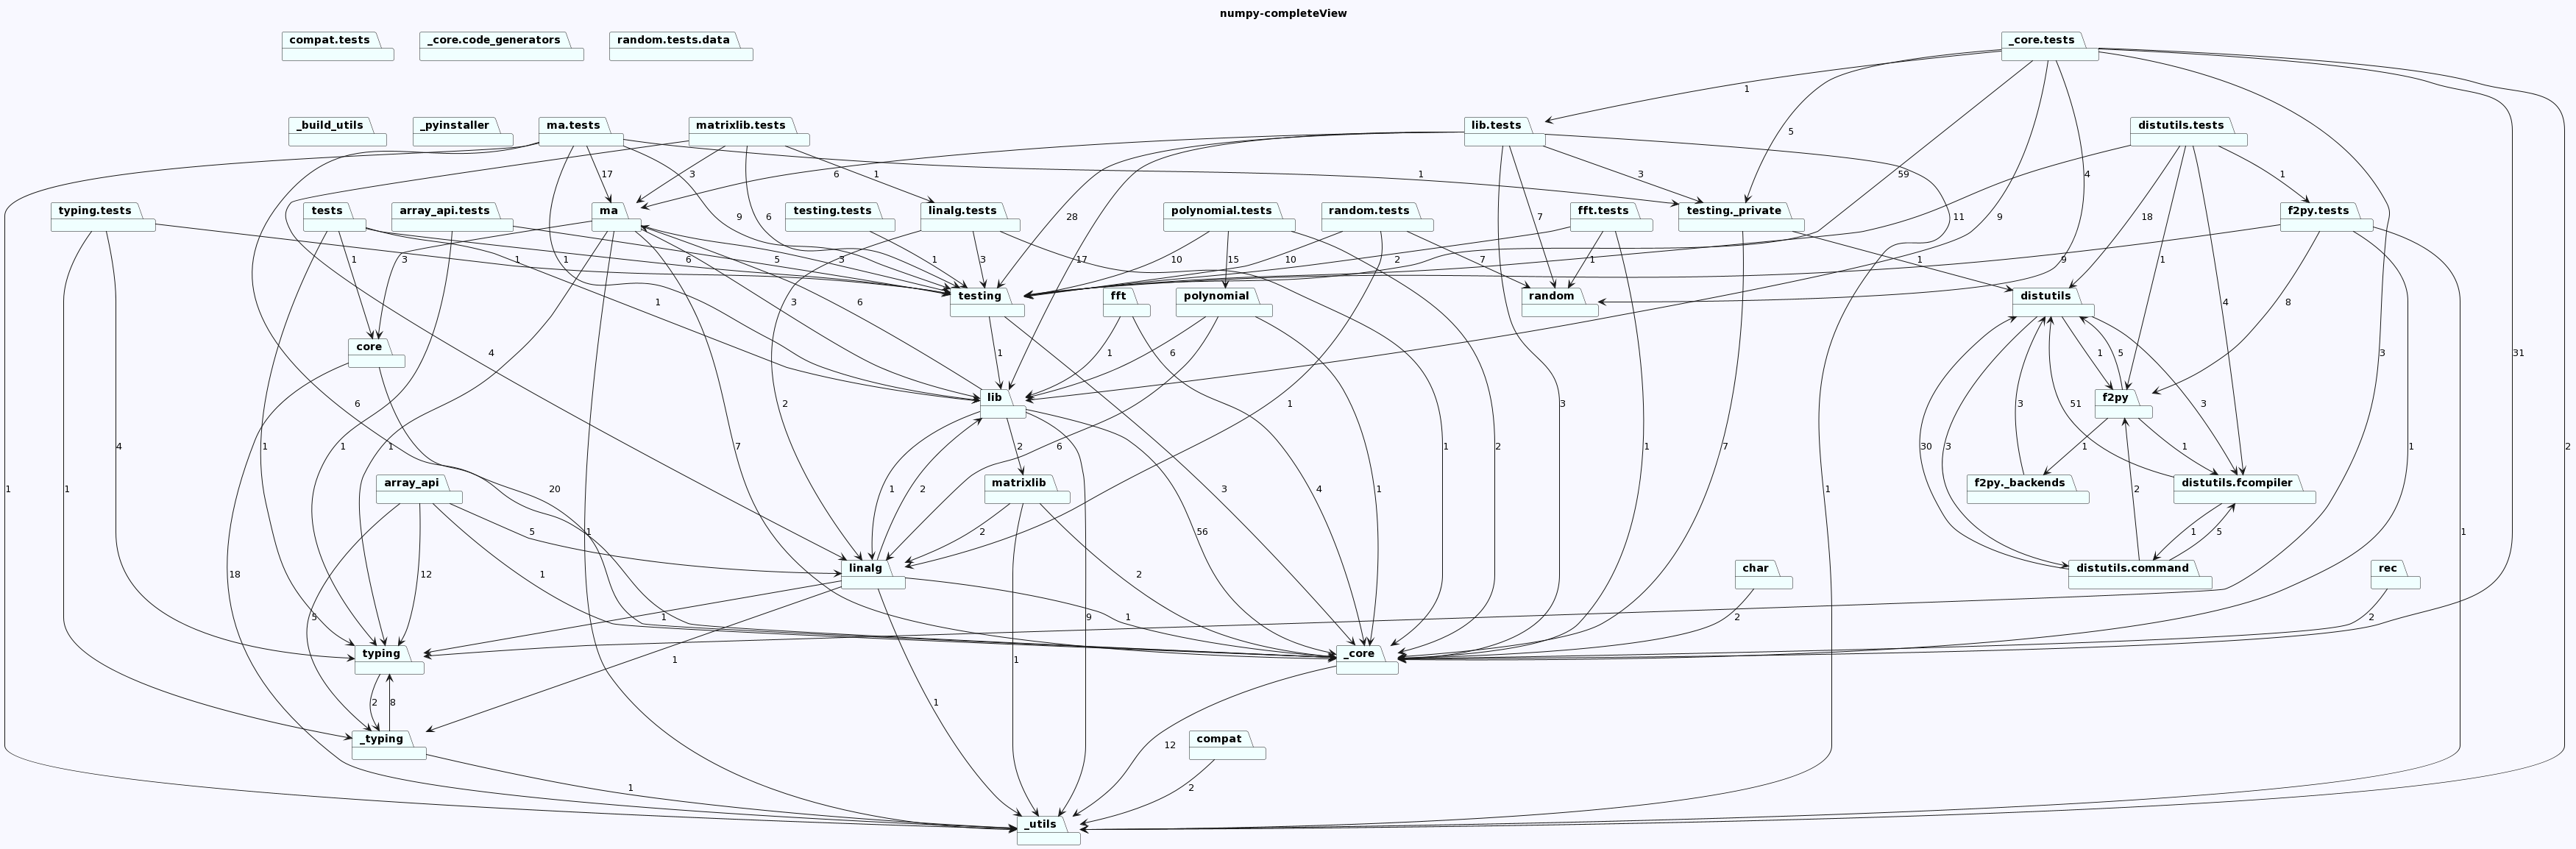 numpy-completeView
compat.tests
_core.code_generators
random.tests.data
_core.tests
1
_build_utils
_pyinstaller
ma.tests
matrixlib.tests
lib.tests
5
distutils.tests
17
3
6
1
1
3
59
4
1
typing.tests
tests
array_api.tests
ma
9
6
testing.tests
linalg.tests
28
polynomial.tests
random.tests
7
fft.tests
testing._private
11
9
18
f2py.tests
1
3
1
1
6
5
3
1
3
17
10
15
10
7
2
1
1
9
1
4
8
testing
fft
polynomial
random
distutils
1
3
6
core
4
1
1
6
1
5
3
3
31
lib
6
2
1
3
51
f2py
1
4
1
1
1
7
2
6
1
1
2
1
7
30
3
1
1
1
2
array_api
1
2
20
matrixlib
4
1
1
2
f2py._backends
distutils.fcompiler
18
12
5
1
1
2
56
3
2
1
5
1
linalg
char
distutils.command
rec
5
1
1
1
2
9
2
2
typing
_core
2
8
1
_typing
compat
12
1
2
_utils